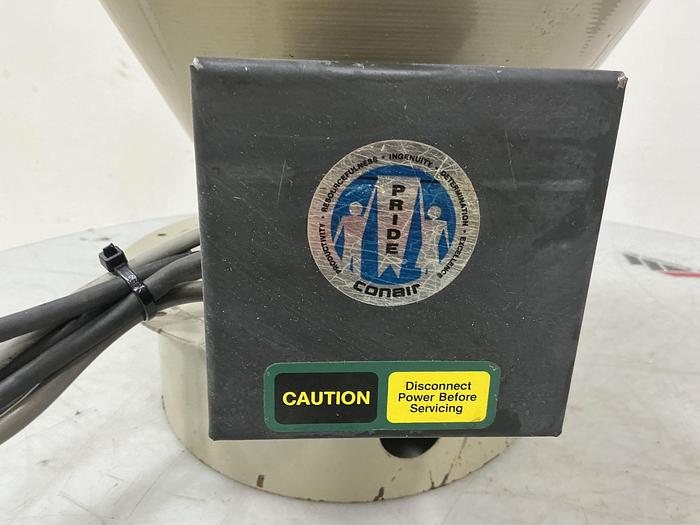 PRODUCTIVITY • RESOURCEFULNESS • INGENUITY • DETERMINATION • EXCELLENCE
PRIDE
conair
CAUTION
Disconnect
Power Before
Servicing